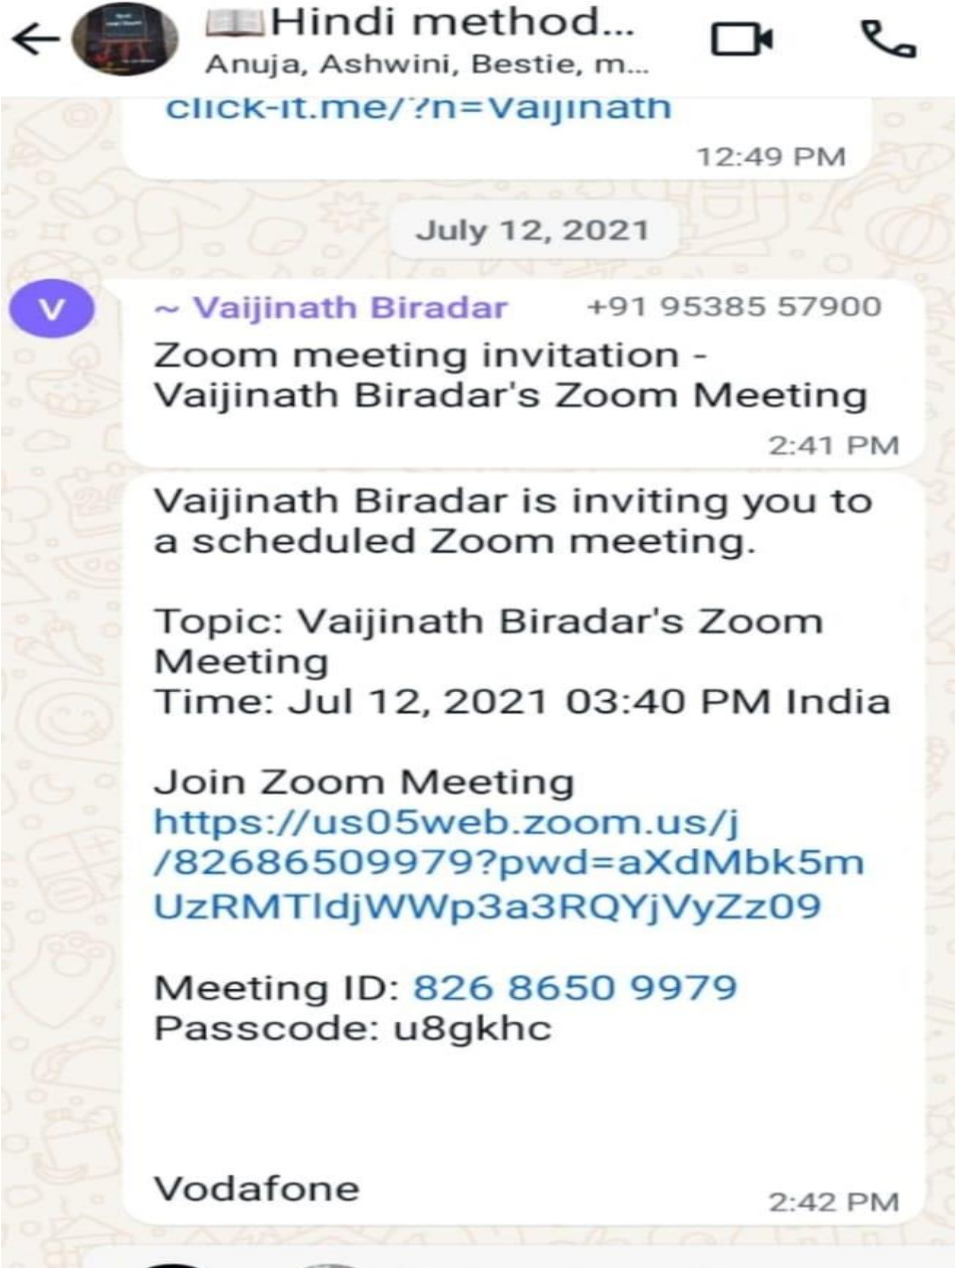 📖Hindi method...
Anuja, Ashwini, Bestie, m...
click-it.me/?n=Vaijinath
12:49 PM
July 12, 2021
V
~ Vaijinath Biradar +91 95385 57900
Zoom meeting invitation -
Vaijinath Biradar's Zoom Meeting
2:41 PM
Vaijinath Biradar is inviting you to
a scheduled Zoom meeting.
Topic: Vaijinath Biradar's Zoom
Meeting
Time: Jul 12, 2021 03:40 PM India
Join Zoom Meeting
https://us05web.zoom.us/j
/82686509979?pwd=aXdMbk5m
UzRMTldjWWp3a3RQYjVyZz09
Meeting ID: 826 8650 9979
Passcode: u8gkhc
Vodafone
2:42 PM